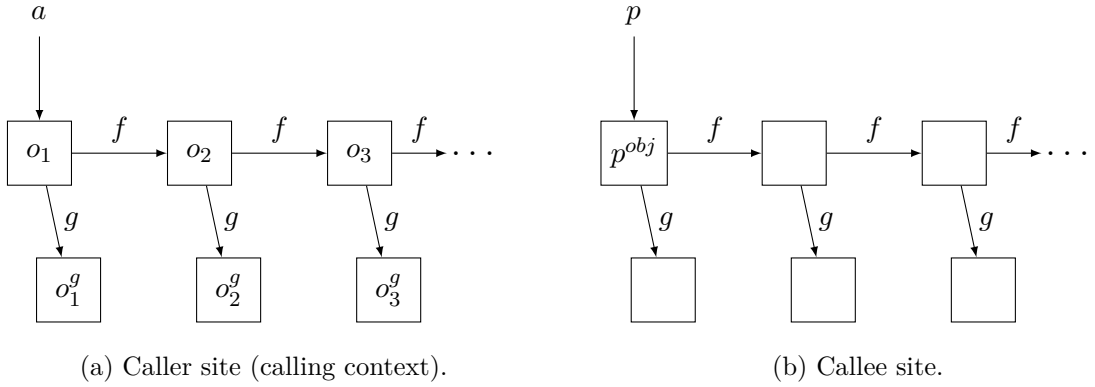 a p
f f f f f f
o₁ o₂ o₃ · · · p^{obj} · · ·
g g g g g g
o₁^g o₂^g o₃^g
(a) Caller site (calling context). (b) Callee site.